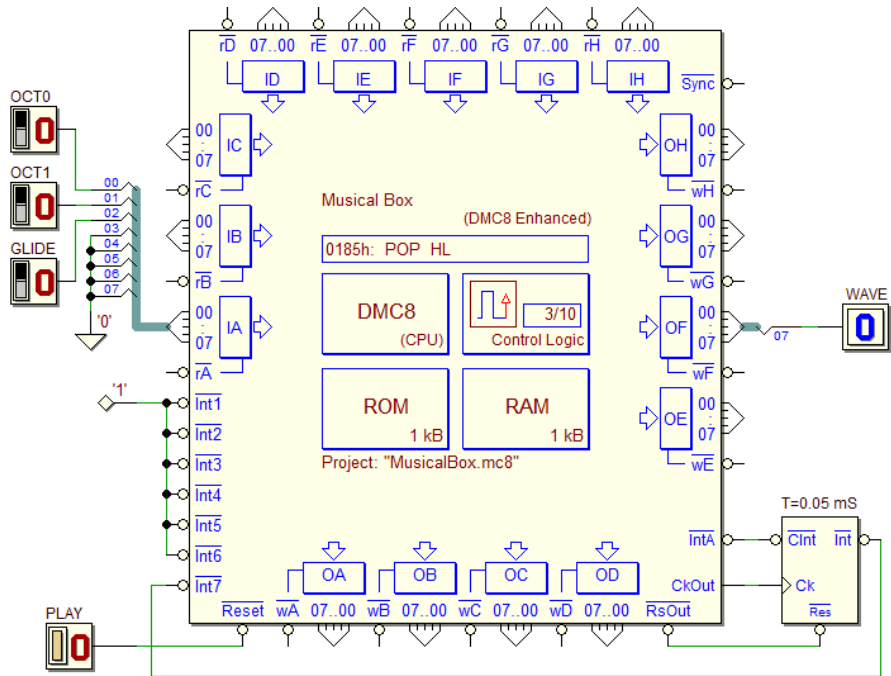 rD 07..00 rE 07..00 rF 07..00 rG 07..00 rH 07..00
ID IE IF IG IH
Sync
OCT0
0
00
:
07
IC
rC
OH
00
:
07
wH
OCT1
0
00
01
02
03
04
05
06
07
'0'
GLIDE
0
Musical Box
(DMC8 Enhanced)
0185h: POP HL
00
:
07
IB
rB
OG
00
:
07
wG
DMC8
(CPU)
3/10
Control Logic
00
:
07
IA
rA
OF
00
:
07
wF
07
WAVE
0
'1'
Int1
Int2
Int3
Int4
Int5
Int6
Int7
ROM
1 kB
RAM
1 kB
Project: "MusicalBox.mc8"
OE
00
:
07
wE
T=0.05 mS
IntA
CInt Int
CkOut
Ck
Res
OA OB OC OD
Reset wA 07..00 wB 07..00 wC 07..00 wD 07..00 RsOut
PLAY
0